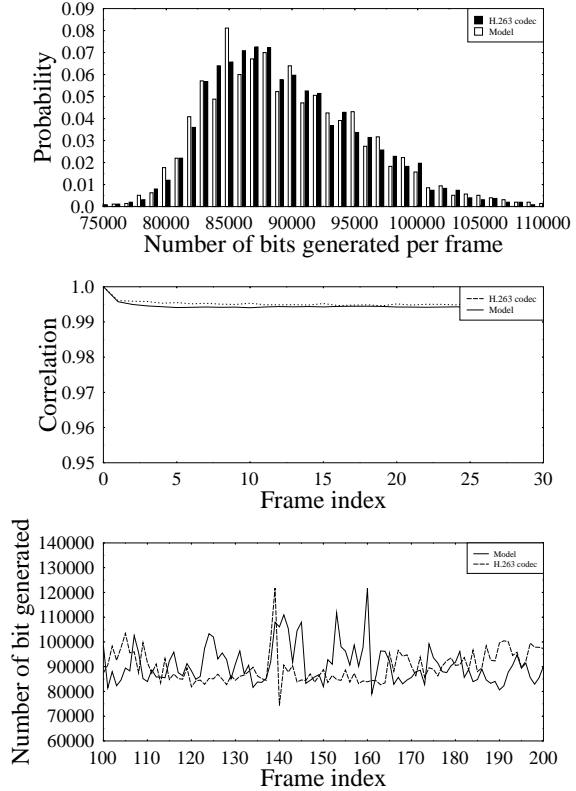 0.09
0.08
0.07
0.06
0.05
0.04
0.03
0.02
0.01
0.0
Probability
H.263 codec
Model
75000 80000 85000 90000 95000 100000 105000 110000
Number of bits generated per frame
1.0
0.99
0.98
0.97
0.96
0.95
Correlation
H.263 codec
Model
0 5 10 15 20 25 30
Frame index
140000
130000
120000
110000
100000
90000
80000
70000
60000
Number of bit generated
Model
H.263 codec
100 110 120 130 140 150 160 170 180 190 200
Frame index